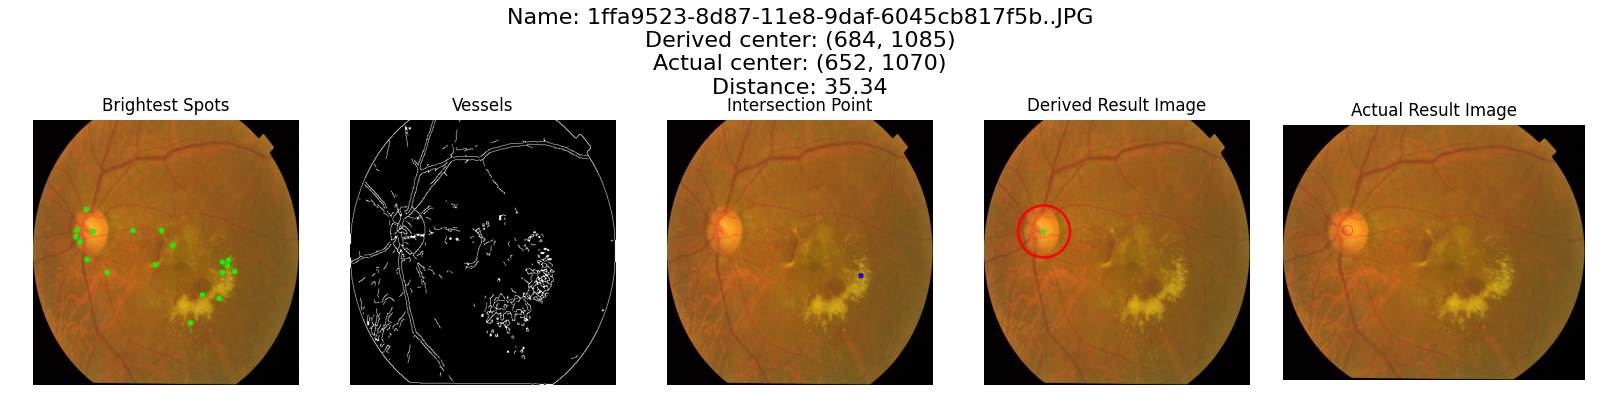 Name: 1ffa9523-8d87-11e8-9daf-6045cb817f5b..JPG
Derived center: (684, 1085)
Actual center: (652, 1070)
Distance: 35.34
Brightest Spots
Vessels
Intersection Point
Derived Result Image
Actual Result Image